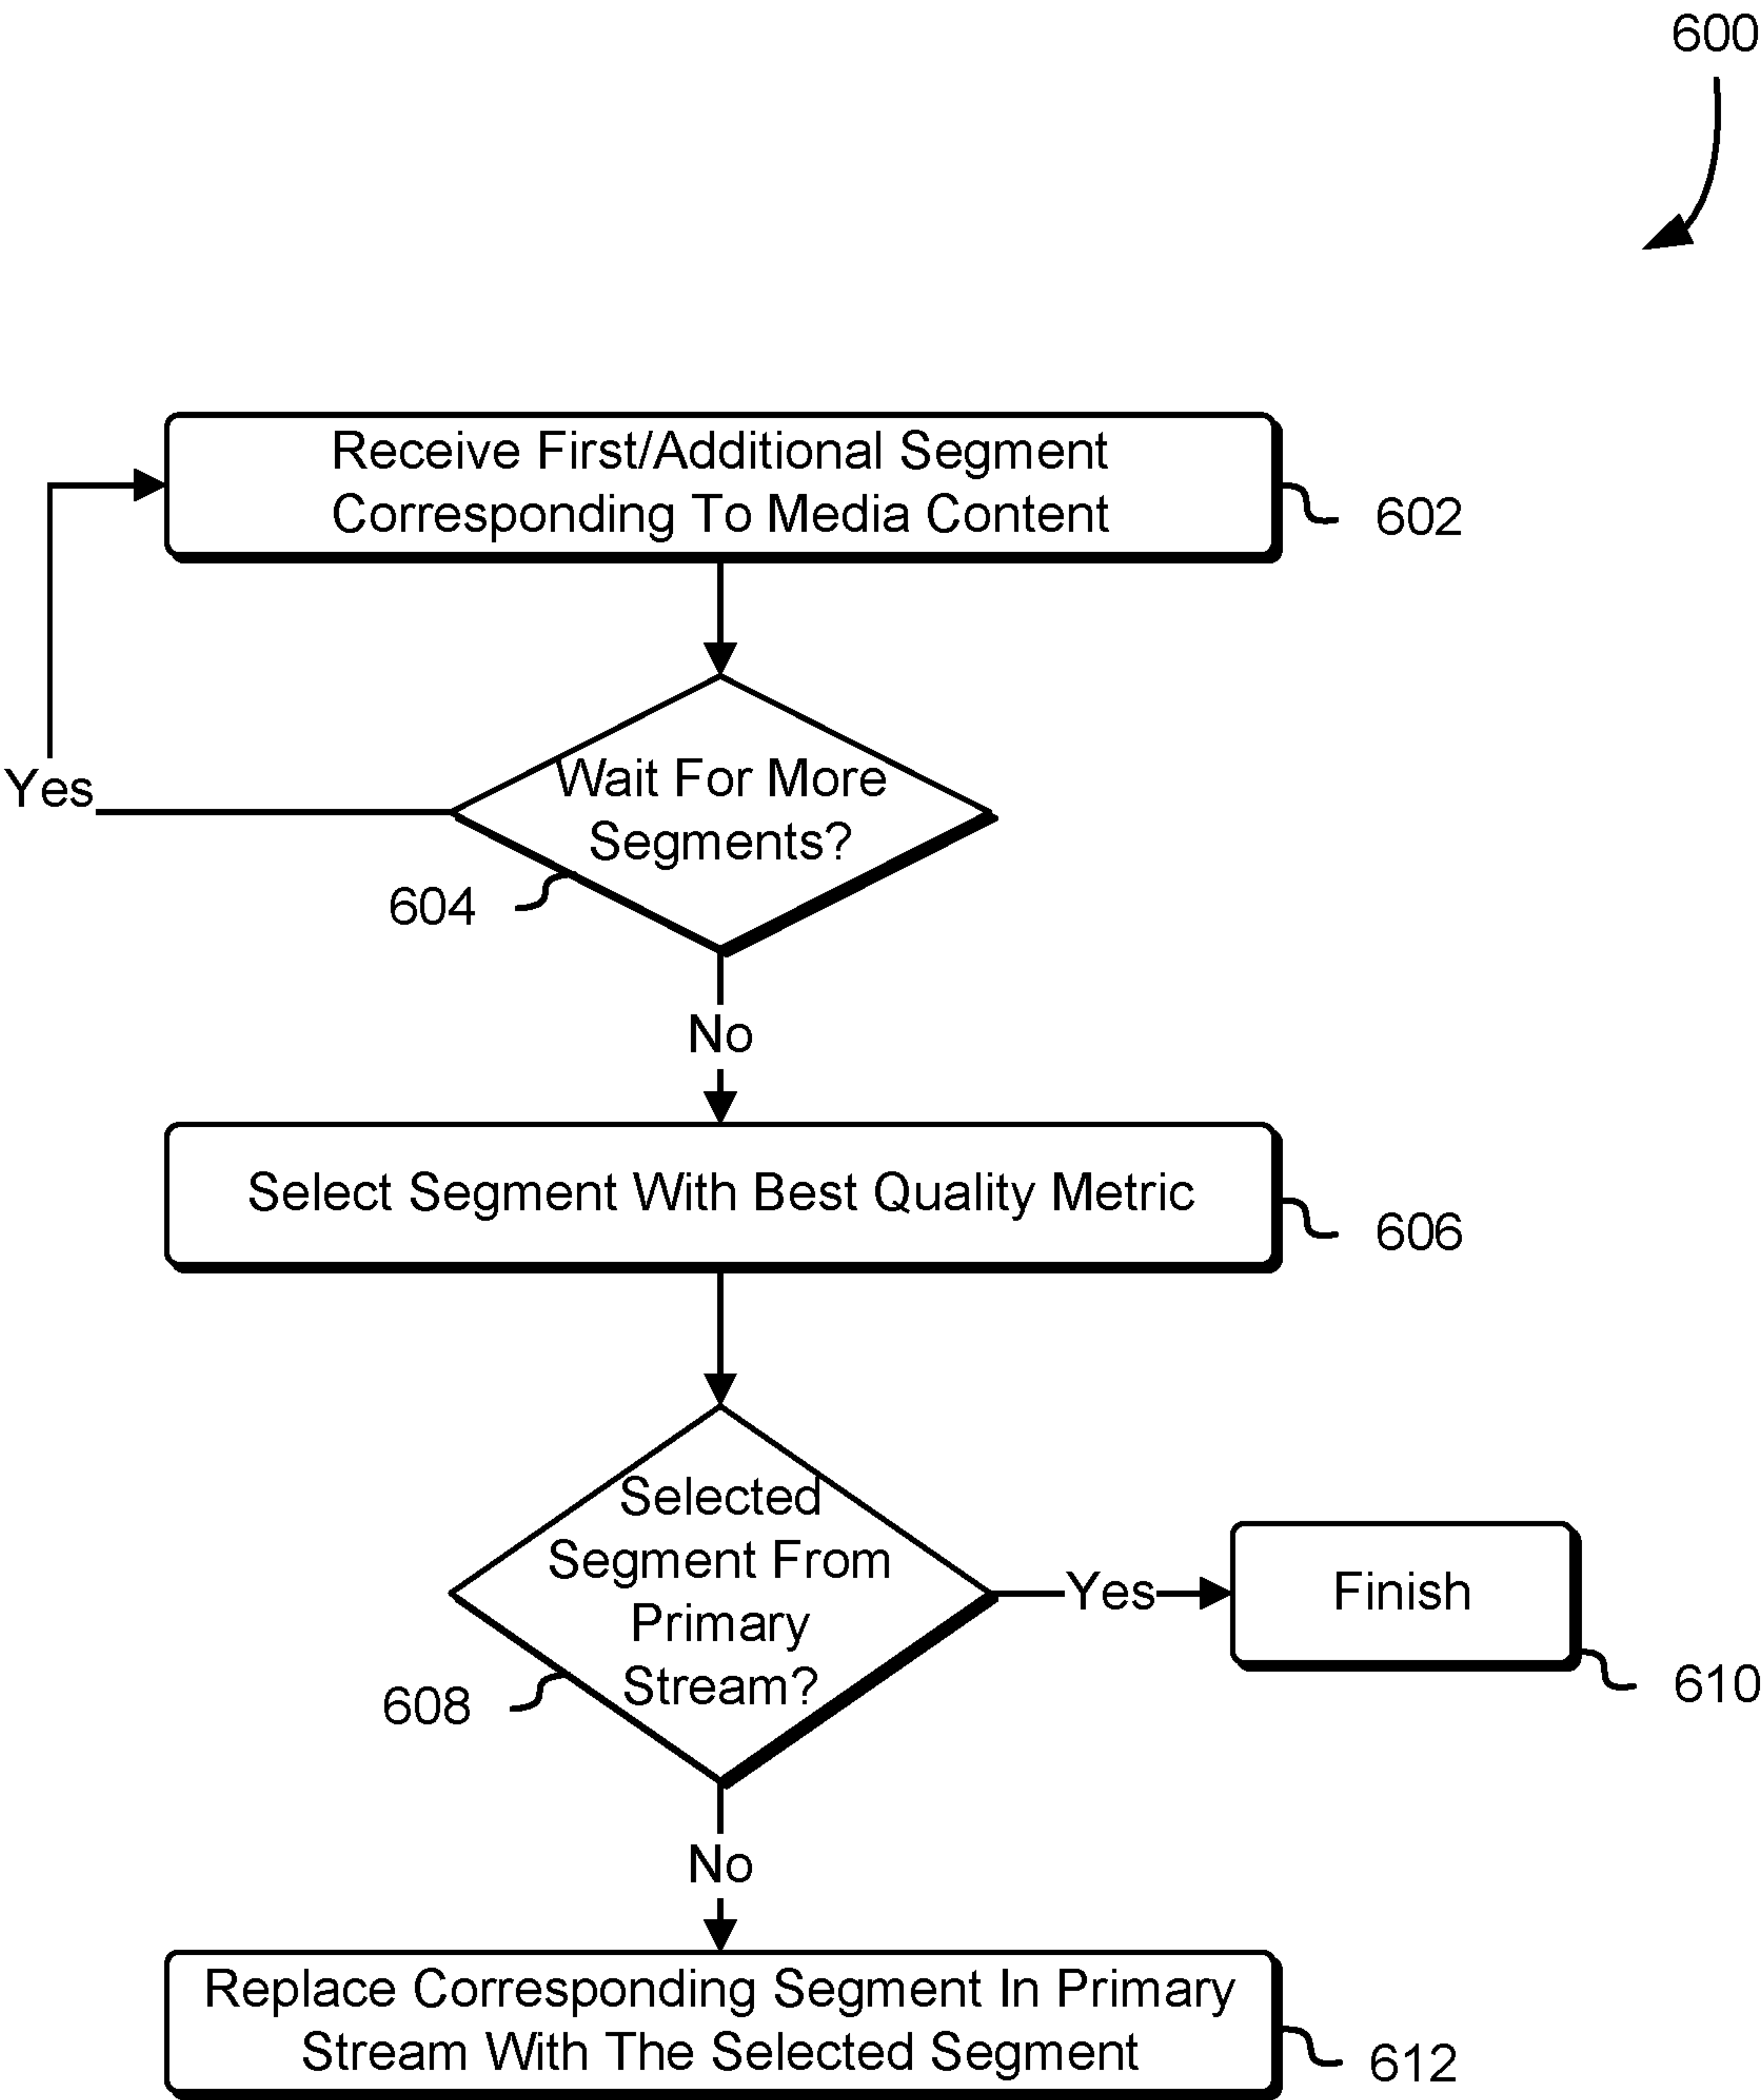 600
Receive First/Additional Segment
Corresponding To Media Content
602
Wait For More
Segments?
Yes
604
No
Select Segment With Best Quality Metric
606
Selected
Segment From
Primary
Stream?
608
Yes
Finish
610
No
Replace Corresponding Segment In Primary
Stream With The Selected Segment
612